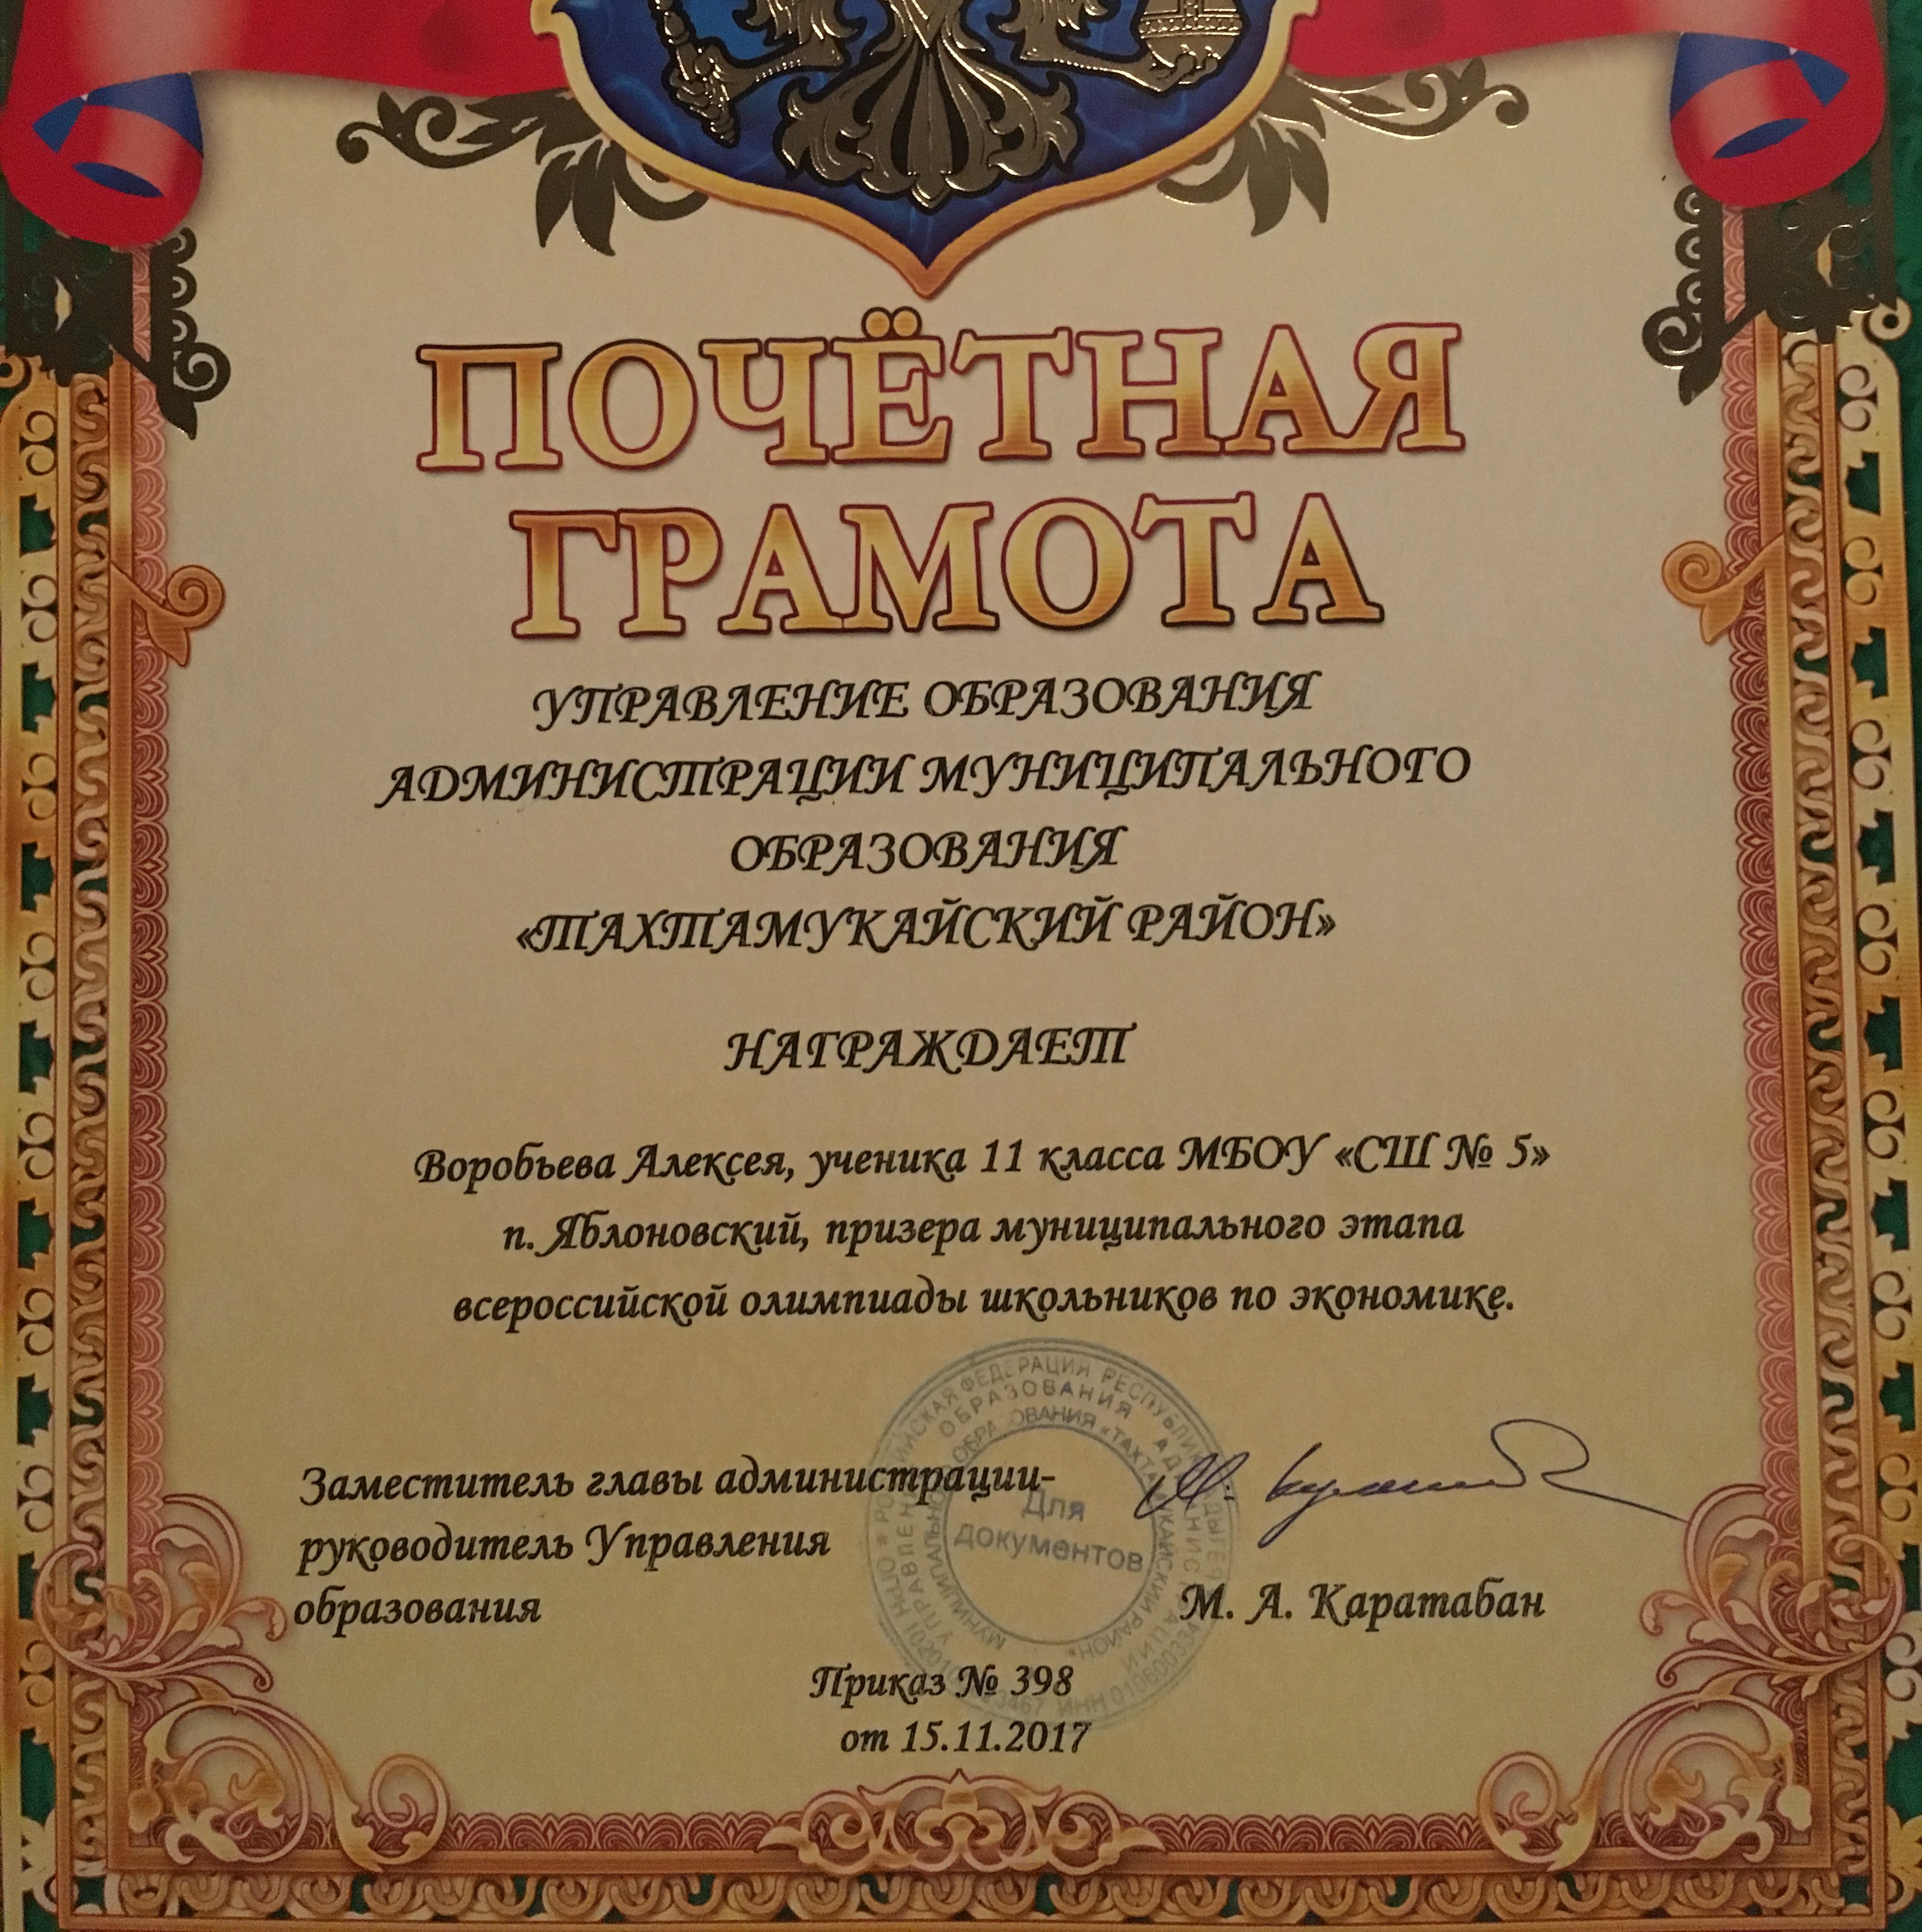 ПОЧЁТНАЯ
ГРАМОТА
УПРАВЛЕНИЕ ОБРАЗОВАНИЯ
АДМИНИСТРАЦИИ МУНИЦИПАЛЬНОГО
ОБРАЗОВАНИЯ
«ТАХТАМУКАЙСКИЙ РАЙОН»
НАГРАЖДАЕТ
Воробьева Алексея, ученика 11 класса МБОУ «СШ № 5»
п. Яблоновский, призера муниципального этапа
всероссийской олимпиады школьников по экономике.
Заместитель главы администрации-
руководитель Управления
образования
М. А. Каратабан
Для
документов
Приказ № 398
от 15.11.2017